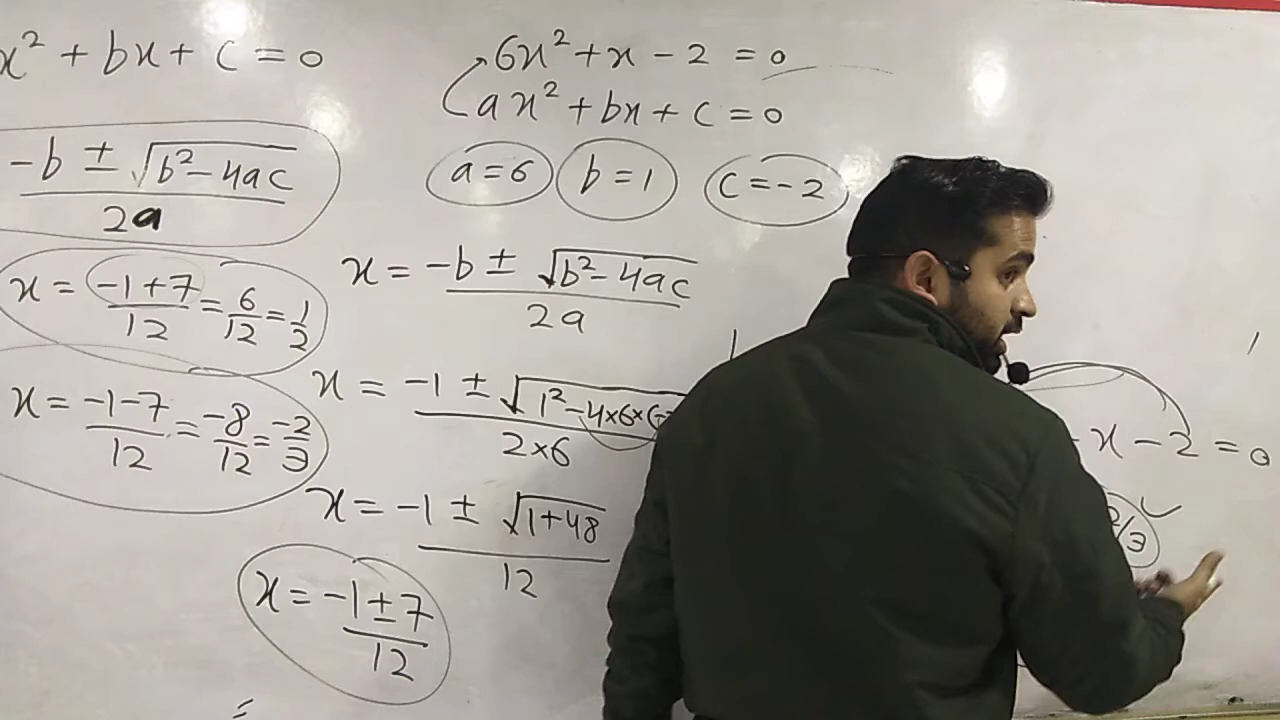 x² + bx + c = 0
-b ± √b²-4ac
2a
x = -1+7/12 = 6/12 = 1/2
x = -1-7/12 = -8/12 = -2/3
6x² + x - 2 = 0
ax² + bx + c = 0
a = 6 b = 1 c = -2
x = -b ± √b²-4ac
2a
x = -1 ± √1²-4×6×(-
2×6
x = -1 ± √1+48
12
x = -1±7
12
=
x - 2 = 0
/3